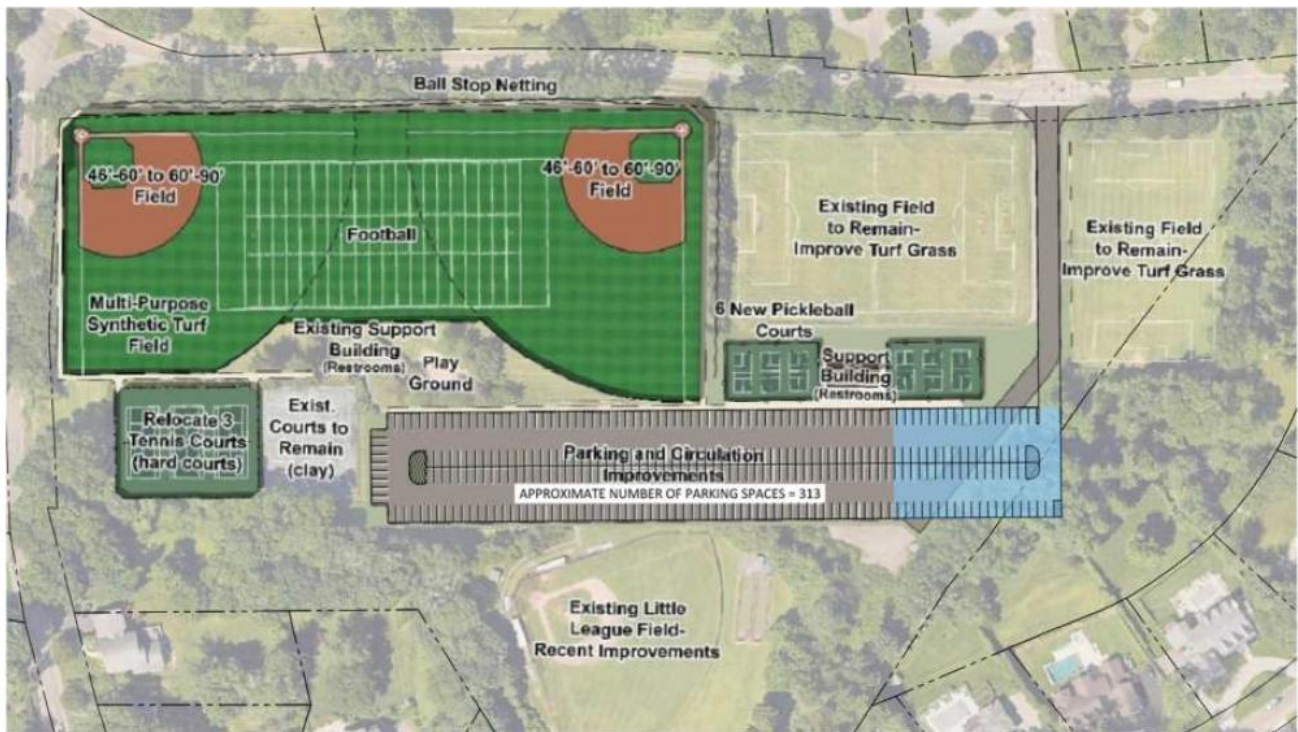 Ball Stop Netting
46'-60' to 60'-90'
Field
46'-60' to 60'-90'
Field
Football
Existing Field
to Remain-
Improve Turf Grass
Existing Field
to Remain-
Improve Turf Grass
Multi-Purpose
Synthetic Turf
Field
Existing Support
Building
(Restrooms)
Play
Ground
6 New Pickleball
Courts
Support
Building
(Restrooms)
Relocate 3
Tennis Courts
(hard courts)
Exist.
Courts to
Remain
(clay)
Parking and Circulation
Improvements
APPROXIMATE NUMBER OF PARKING SPACES = 313
Existing Little
League Field-
Recent Improvements